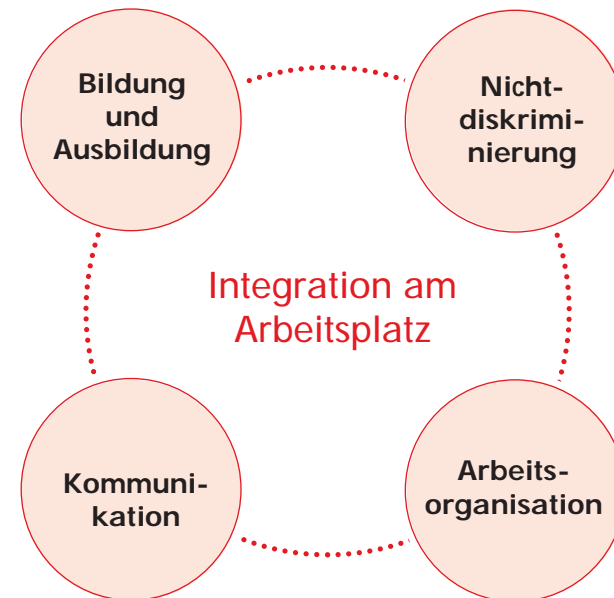 Bildung
und
Ausbildung
Nicht-
diskrimi-
nierung
Integration am
Arbeitsplatz
Kommuni-
kation
Arbeits-
organisation